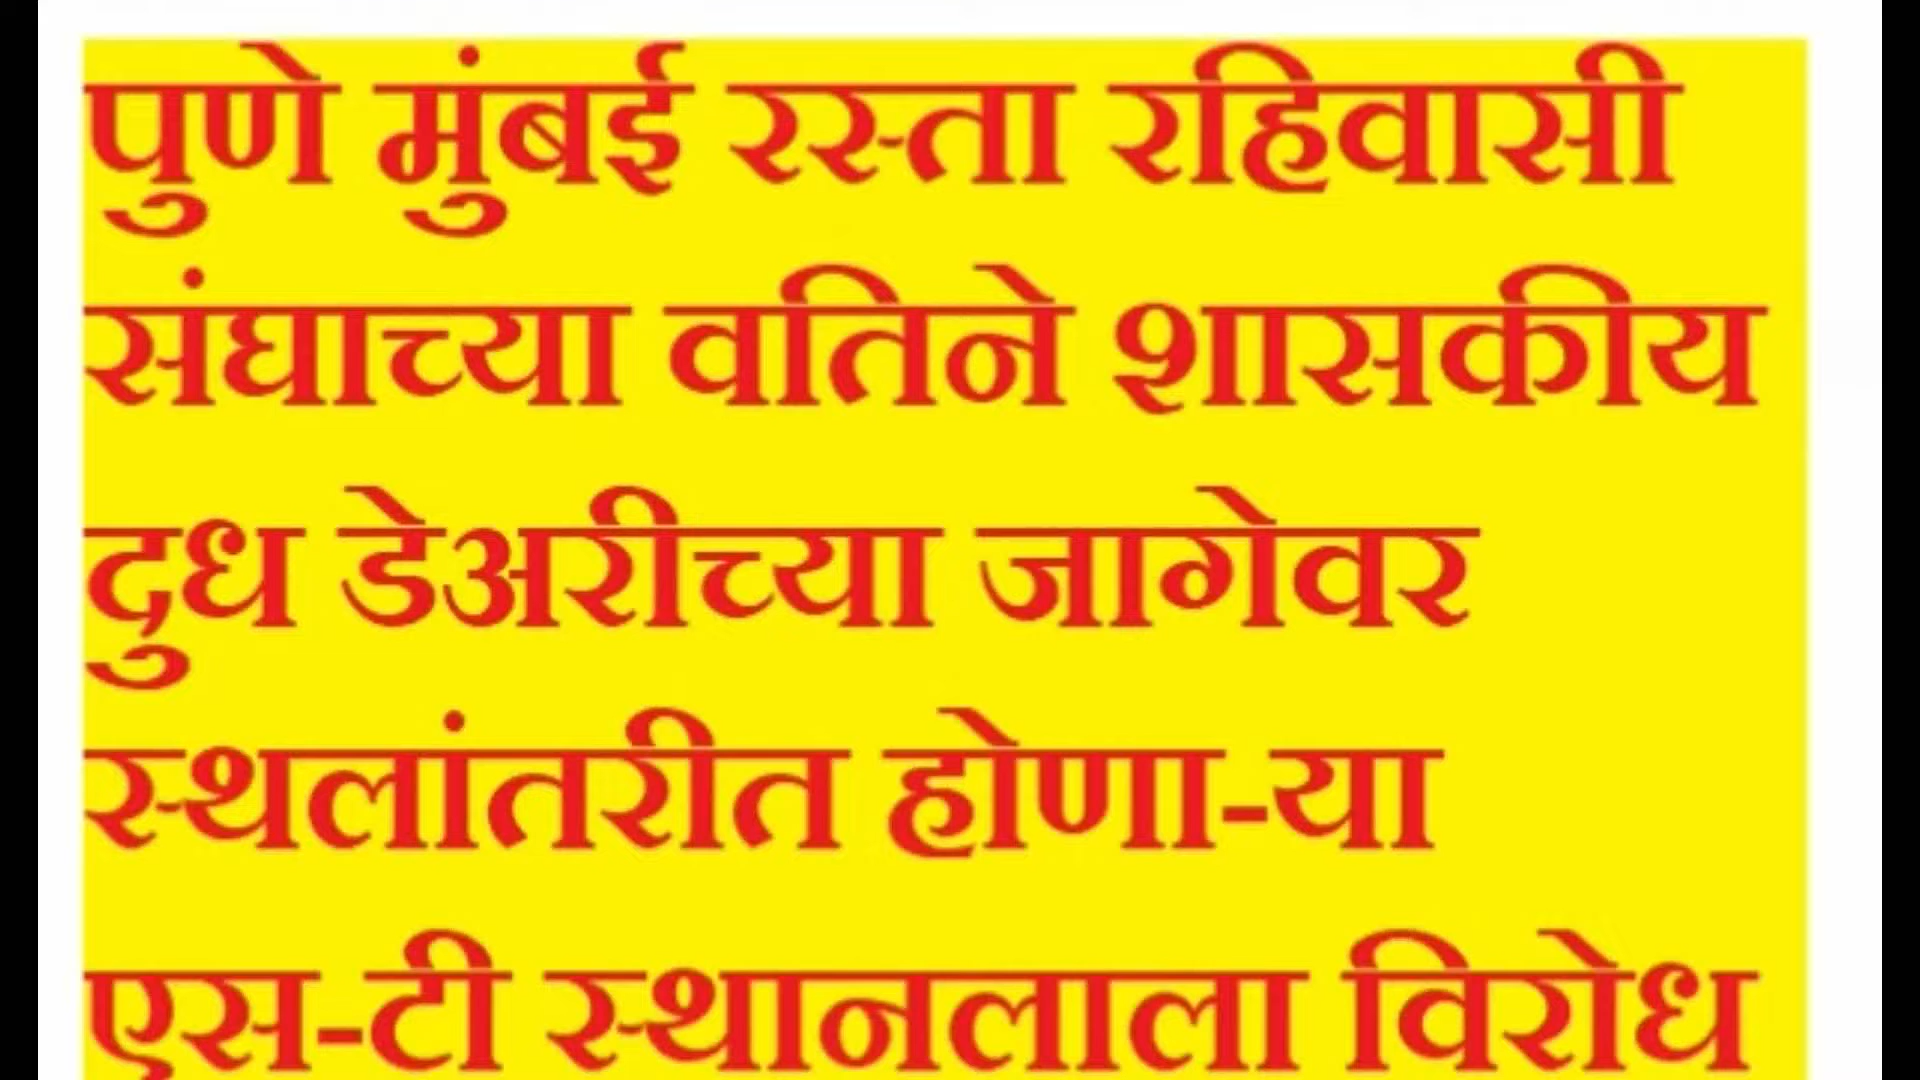 पुणे मुंबई रस्ता रहिवासी
संघाच्या वतिने शासकीय
दुध डेअरीच्या जागेवर
स्थलांतरीत होणा-या
एस-टी स्थानलाला विरोध